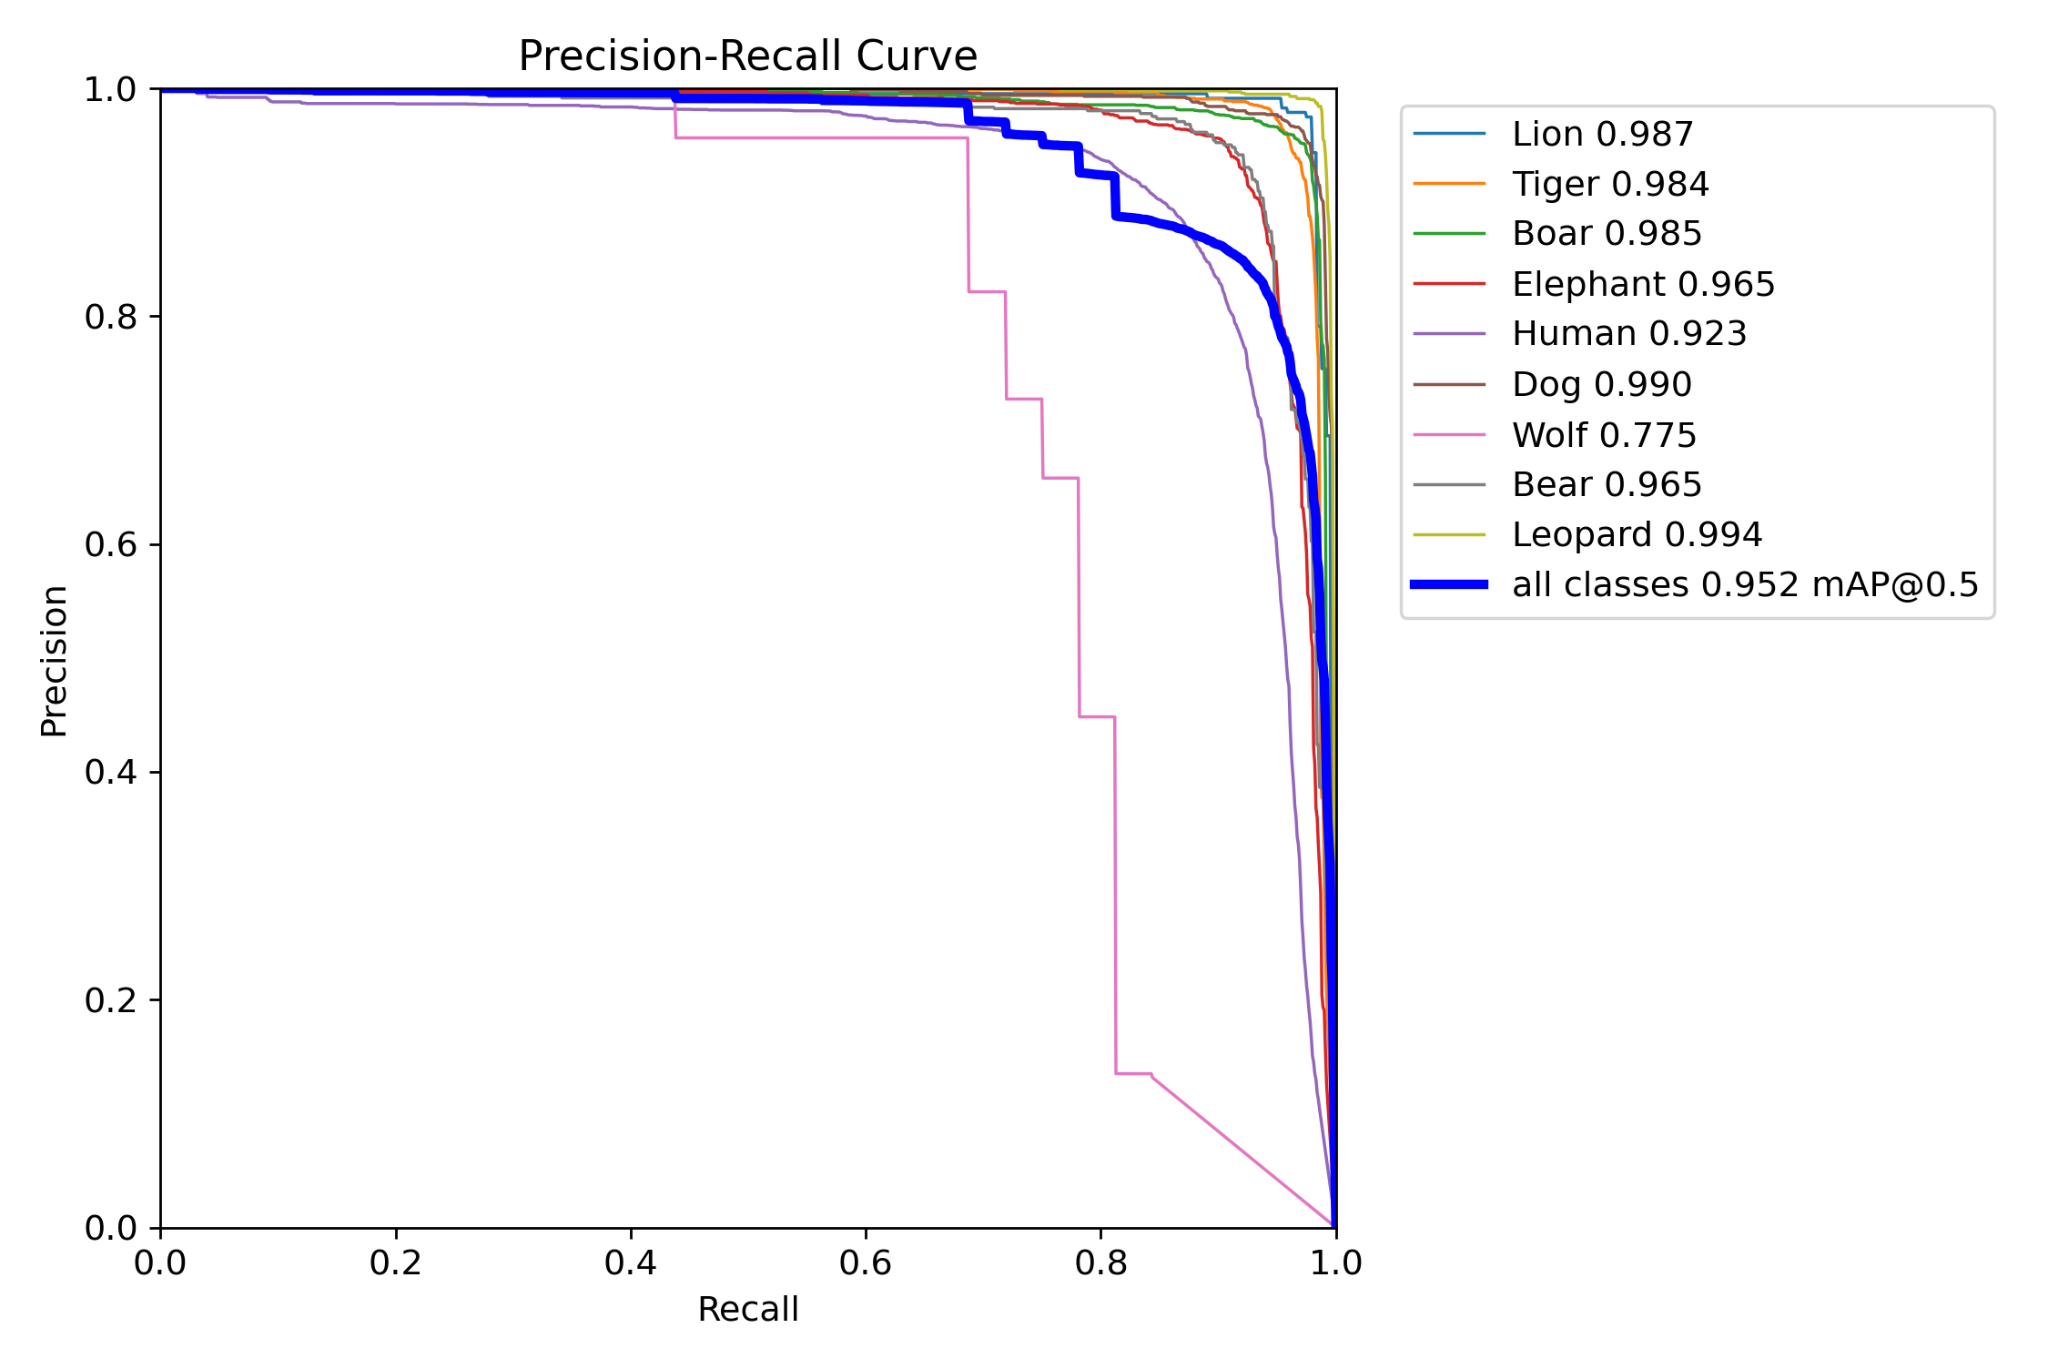 Precision-Recall Curve
1.0
0.8
0.6
0.4
0.2
0.0
Precision
0.0 0.2 0.4 0.6 0.8 1.0
Recall
Lion 0.987
Tiger 0.984
Boar 0.985
Elephant 0.965
Human 0.923
Dog 0.990
Wolf 0.775
Bear 0.965
Leopard 0.994
all classes 0.952 mAP@0.5